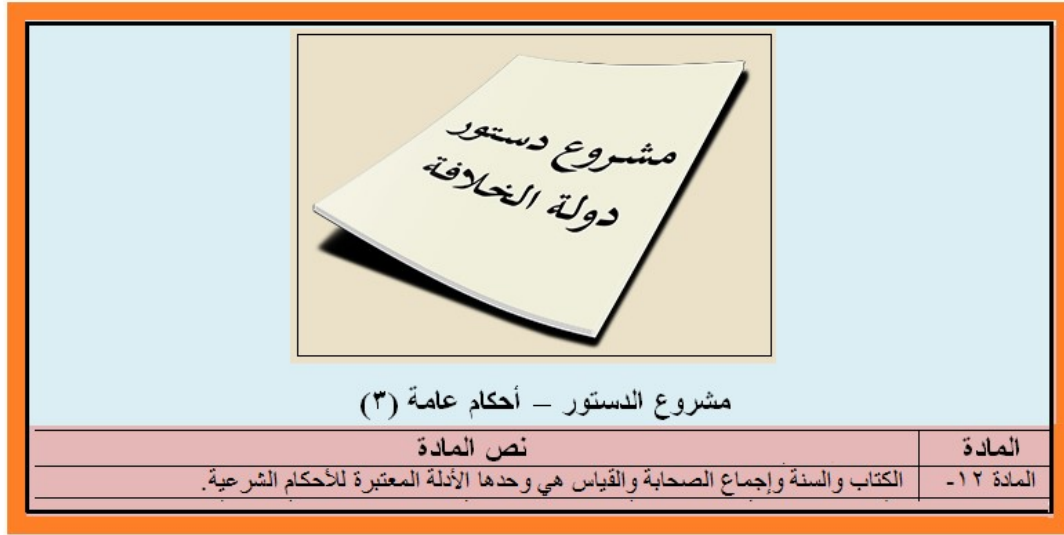 مشروع دستور
دولة الخلافة
مشروع الدستور – أحكام عامة (٣)
المادة نص المادة
المادة ١٢- الكتاب والسنة وإجماع الصحابة والقياس هي وحدها الأدلة المعتبرة للأحكام الشرعية.